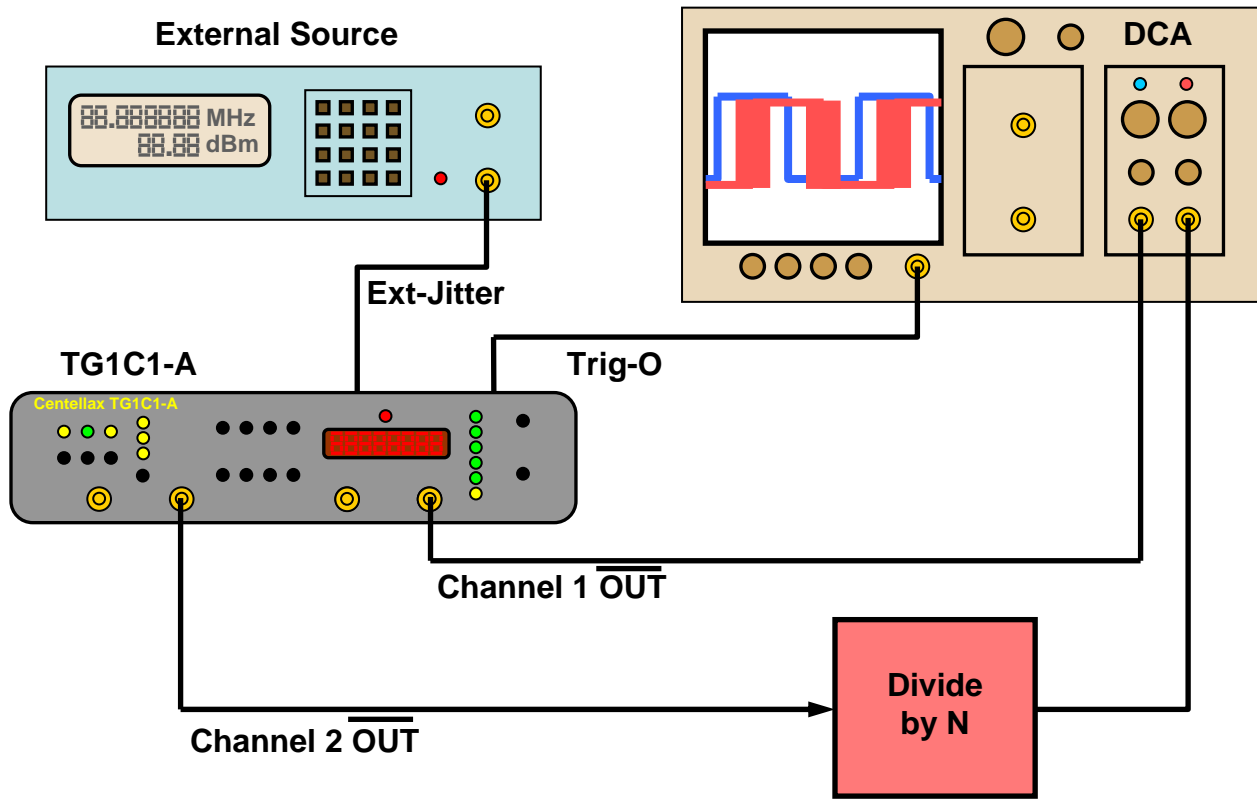 External Source
DCA
88.888888 MHz
88.88 dBm
Ext-Jitter
TG1C1-A
Trig-O
Centellax TG1C1-A
8888888
Channel 1 OUT
Divide
by N
Channel 2 OUT